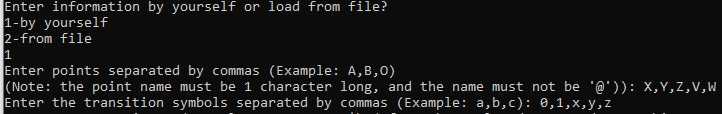 Enter information by yourself or load from file?
1-by yourself
2-from file
1
Enter points separated by commas (Example: A,B,O)
(Note: the point name must be 1 character long, and the name must not be '@')): X,Y,Z,V,W
Enter the transition symbols separated by commas (Example: a,b,c): 0,1,x,y,z